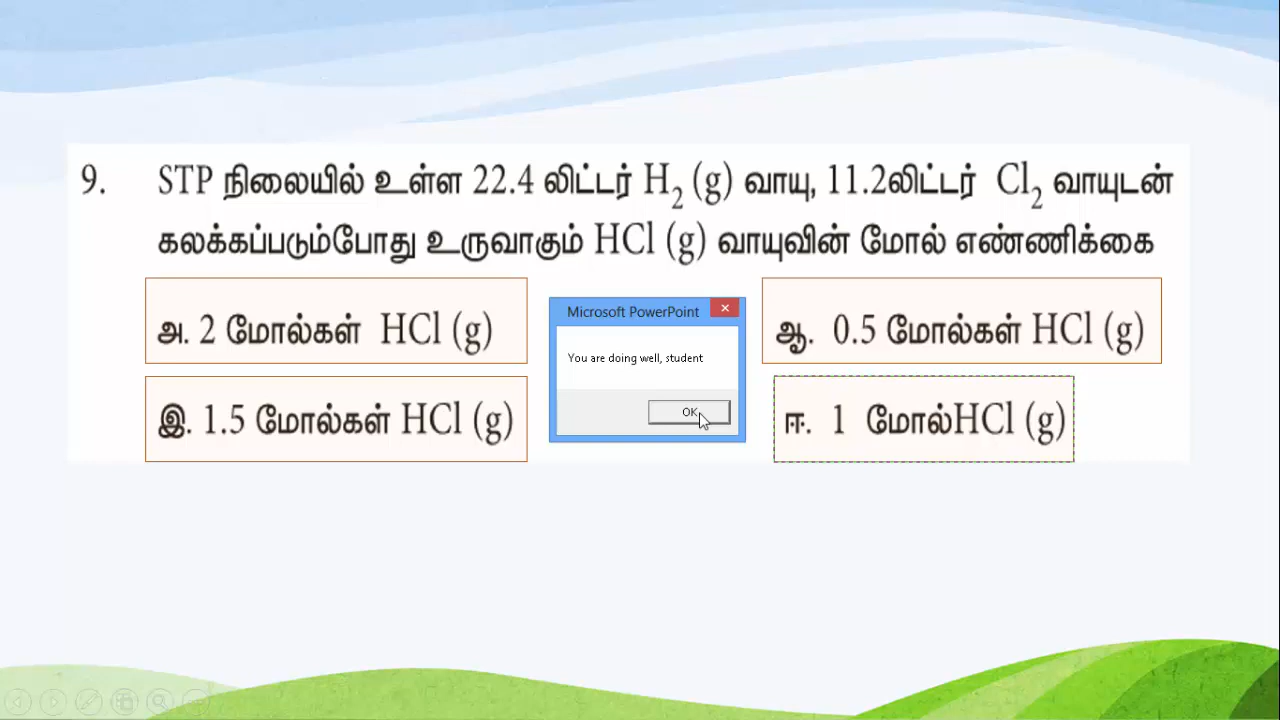 9. STP நிலையில் உள்ள 22.4 லிட்டர் H₂ (g) வாயு, 11.2லிட்டர் Cl₂ வாயுடன்
கலக்கப்படும்போது உருவாகும் HCl (g) வாயுவின் மோல் எண்ணிக்கை
அ. 2 மோல்கள் HCl (g)
ஆ. 0.5 மோல்கள் HCl (g)
இ. 1.5 மோல்கள் HCl (g)
ஈ. 1 மோல்HCl (g)
Microsoft PowerPoint
You are doing well, student
OK